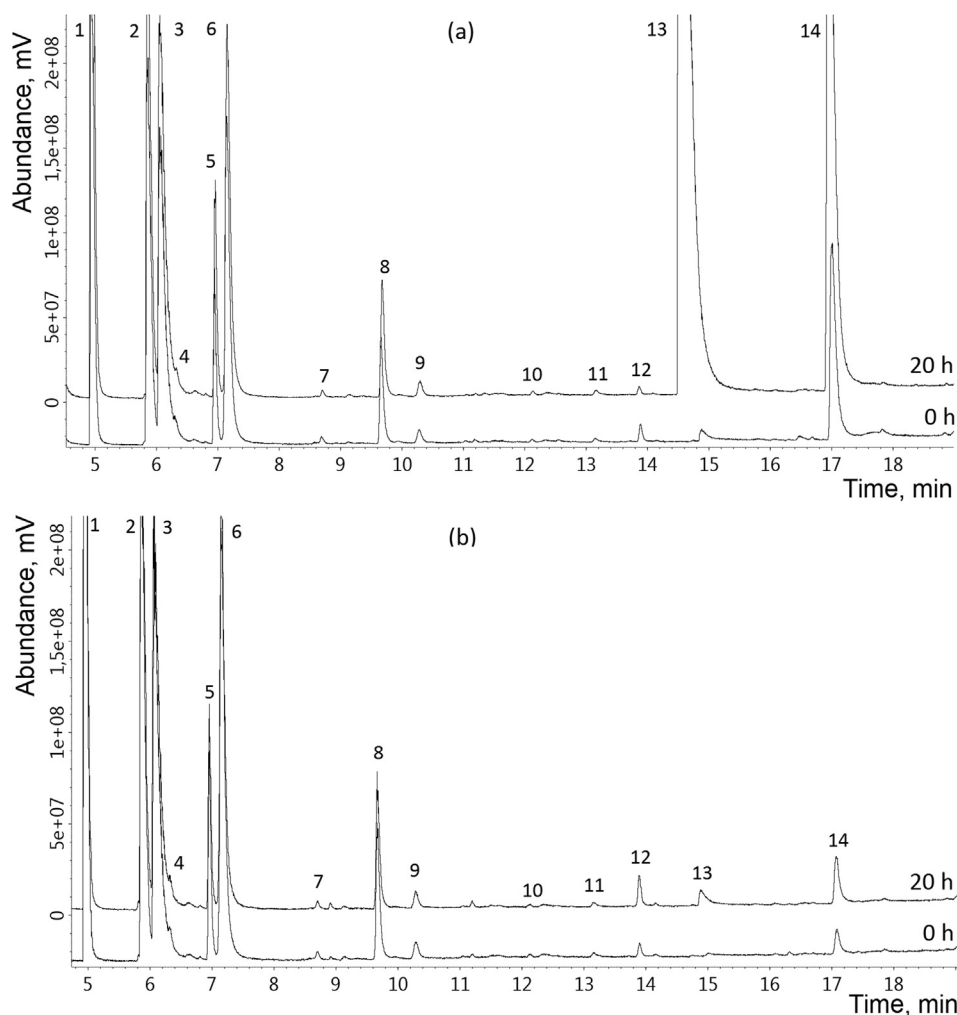 1 2 3 6 (a) 13 14
Abundance, mV
2e+08
1,5e+08
1e+08
5e+07
0
5
4
7
8
9
10
11
12
20 h
0 h
5 6 7 8 9 10 11 12 13 14 15 16 17 18
Time, min
1 2 3 6 (b)
Abundance, mV
2e+08
1,5e+08
1e+08
5e+07
0
5
4
7
8
9
10
11
12
13
14
20 h
0 h
5 6 7 8 9 10 11 12 13 14 15 16 17 18
Time, min